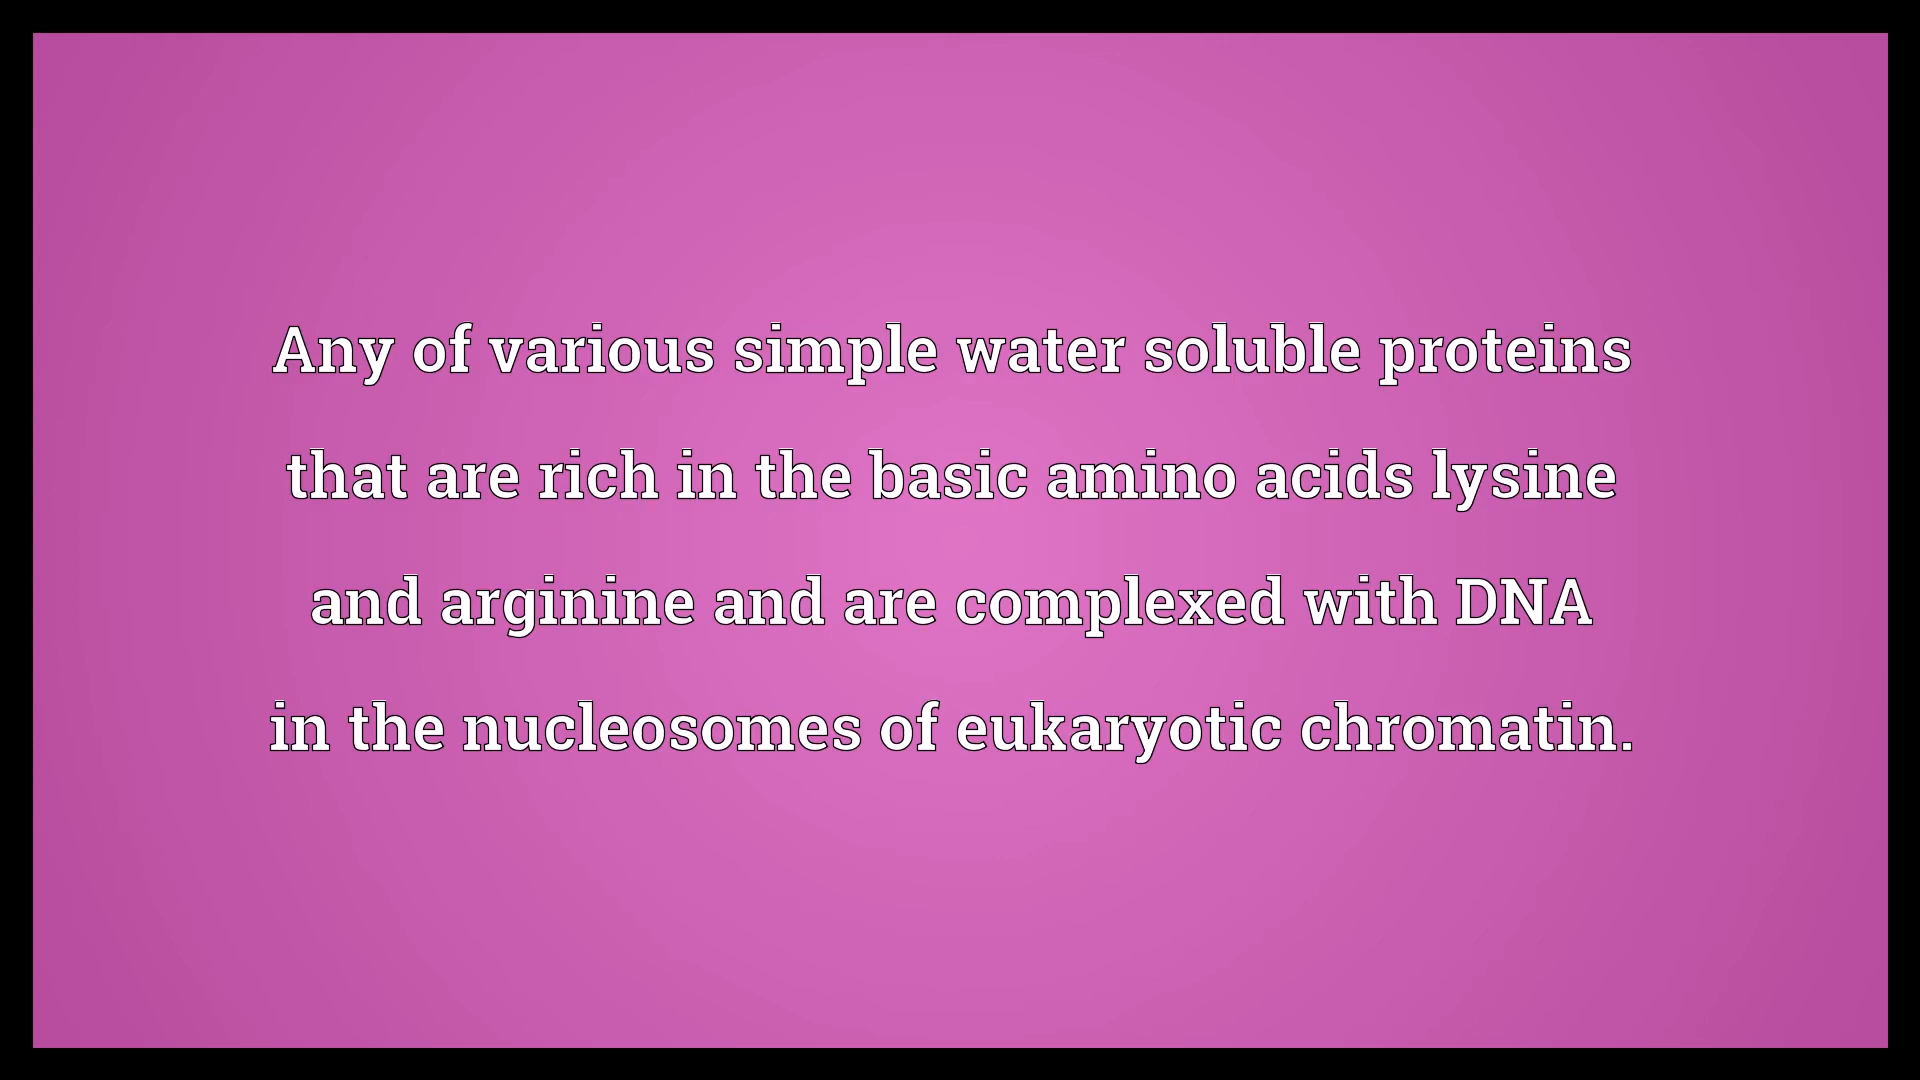 Any of various simple water soluble proteins
that are rich in the basic amino acids lysine
and arginine and are complexed with DNA
in the nucleosomes of eukaryotic chromatin.